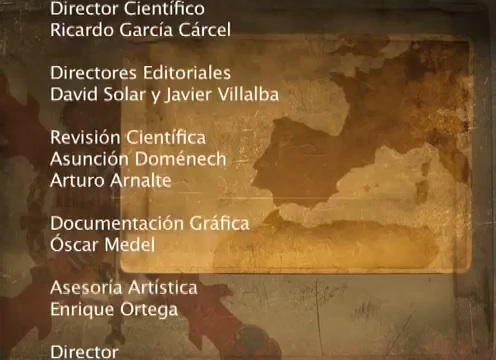 Director Científico
Ricardo García Cárcel
Directores Editoriales
David Solar y Javier Villalba
Revisión Científica
Asunción Doménech
Arturo Arnalte
Documentación Gráfica
Óscar Medel
Asesoría Artística
Enrique Ortega
Director